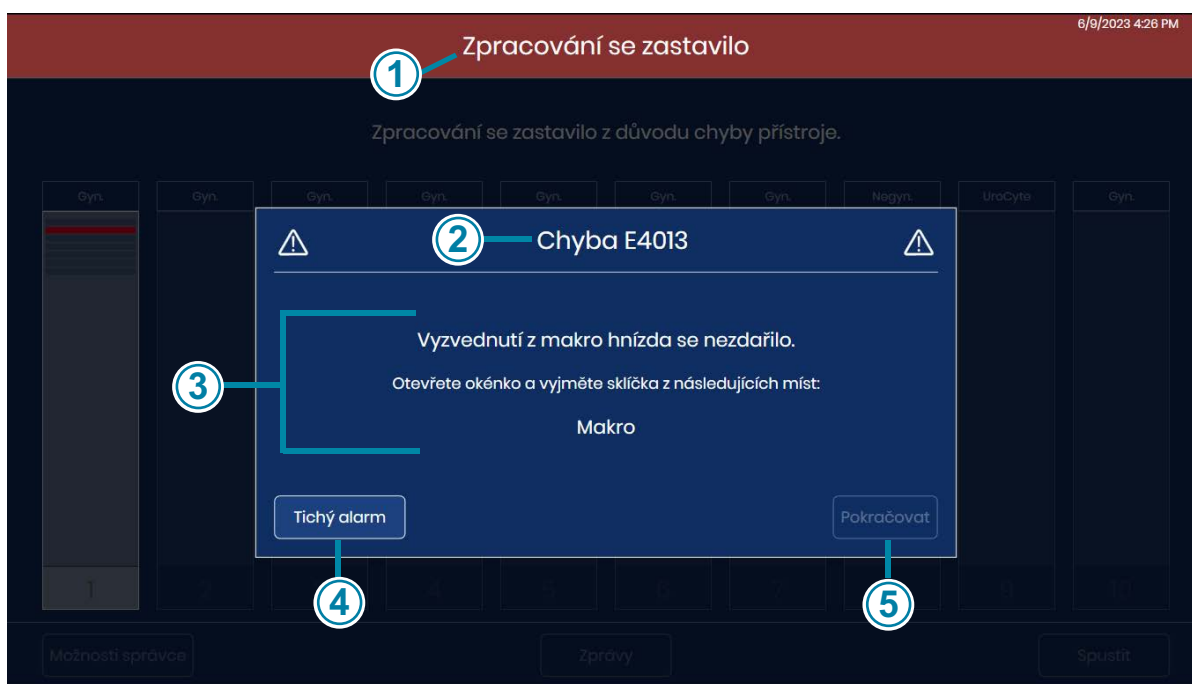 6/9/2023 4:26 PM
Zpracování se zastavilo
1
Zpracování se zastavilo z důvodu chyby přístroje.
Gyn. Gyn. Gyn. Gyn. Gyn. Gyn. Gyn. Negyn. UroCyte Gyn.
2 Chyba E4013
Vyzvednutí z makro hnízda se nezdařilo.
3 Otevřete okénko a vyjměte sklíčka z následujících míst:
Makro
Tichý alarm Pokračovat
1 2 4 5 6 7 9 10
4 5
Možnosti správce Zprávy Spustit